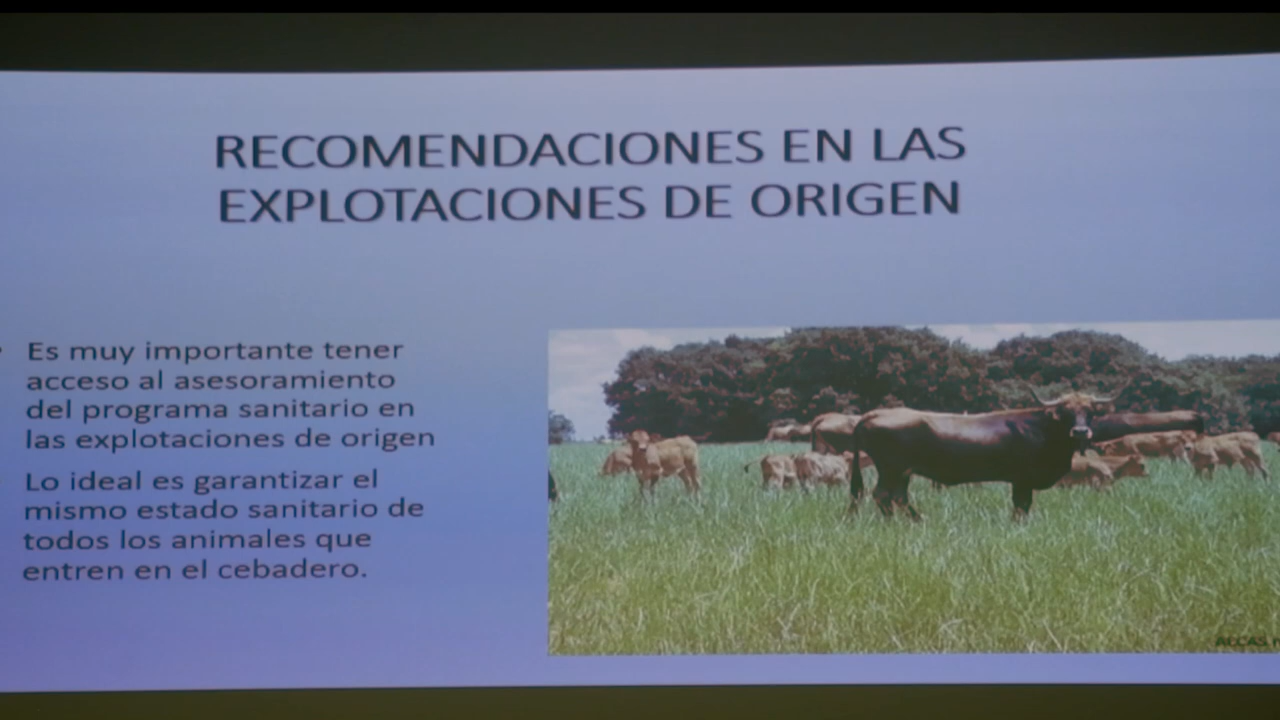 RECOMENDACIONES EN LAS
EXPLOTACIONES DE ORIGEN
Es muy importante tener
acceso al asesoramiento
del programa sanitario en
las explotaciones de origen
Lo ideal es garantizar el
mismo estado sanitario de
todos los animales que
entren en el cebadero.